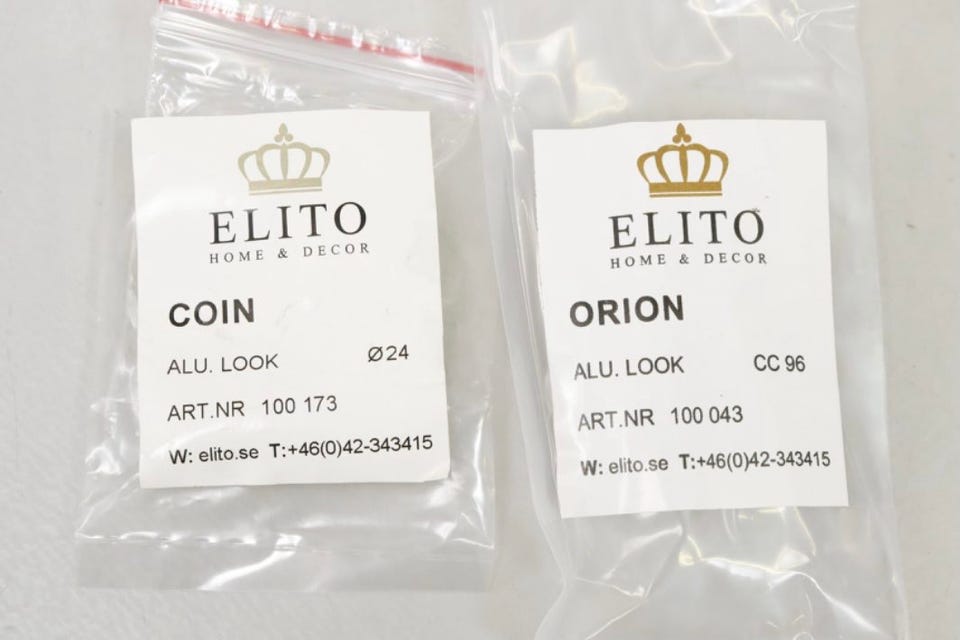 ELITO
HOME & DECOR
COIN
ALU. LOOK Ø24
ART.NR 100 173
W: elito.se T:+46(0)42-343415
ELITO
HOME & DECOR
ORION
ALU. LOOK CC 96
ART.NR 100 043
W: elito.se T:+46(0)42-343415